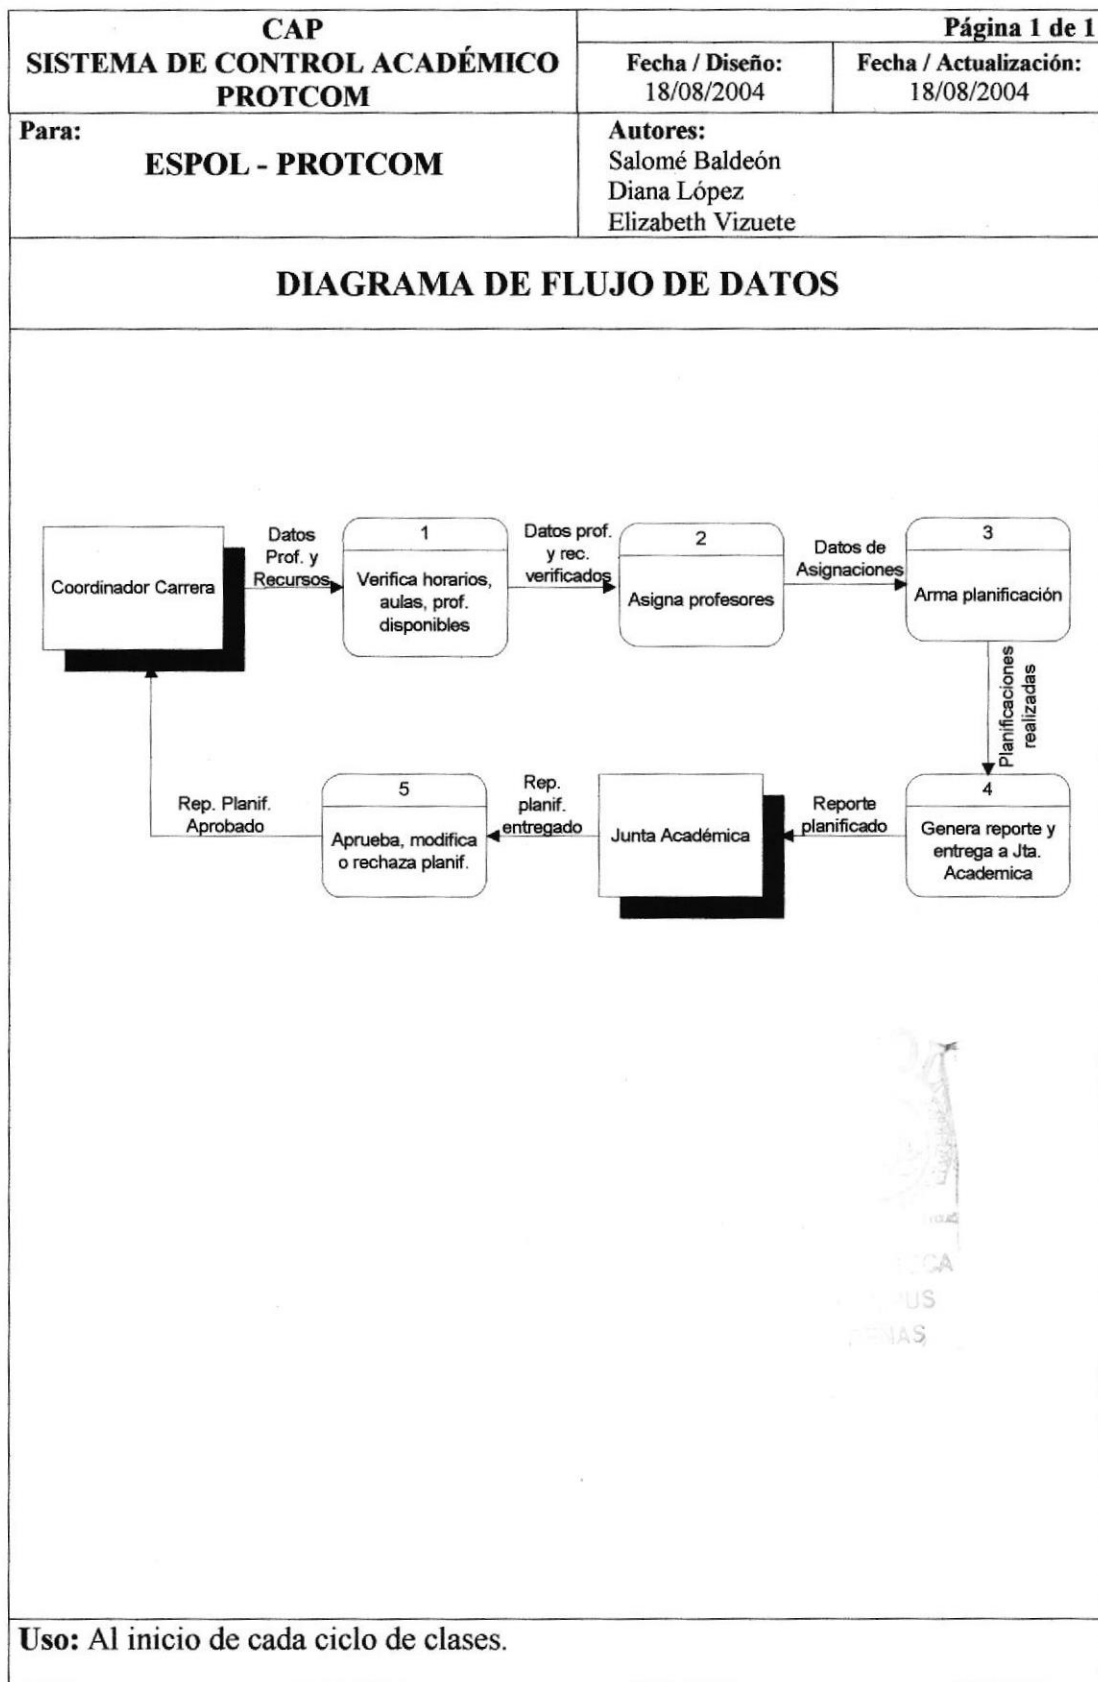 CAP
SISTEMA DE CONTROL ACADÉMICO
PROTCOM
Página 1 de 1
Fecha / Diseño:
18/08/2004
Fecha / Actualización:
18/08/2004
Para:
ESPOL - PROTCOM
Autores:
Salomé Baldeón
Diana López
Elizabeth Vizuete
DIAGRAMA DE FLUJO DE DATOS
Coordinador Carrera
Datos
Prof. y
Recursos
1
Verifica horarios,
aulas, prof.
disponibles
Datos prof.
y rec.
verificados
2
Asigna profesores
Datos de
Asignaciones
3
Arma planificación
Planificaciones
realizadas
4
Genera reporte y
entrega a Jta.
Academica
Reporte
planificado
Junta Académica
Rep.
planif.
entregado
5
Aprueba, modifica
o rechaza planif.
Rep. Planif.
Aprobado
Uso: Al inicio de cada ciclo de clases.